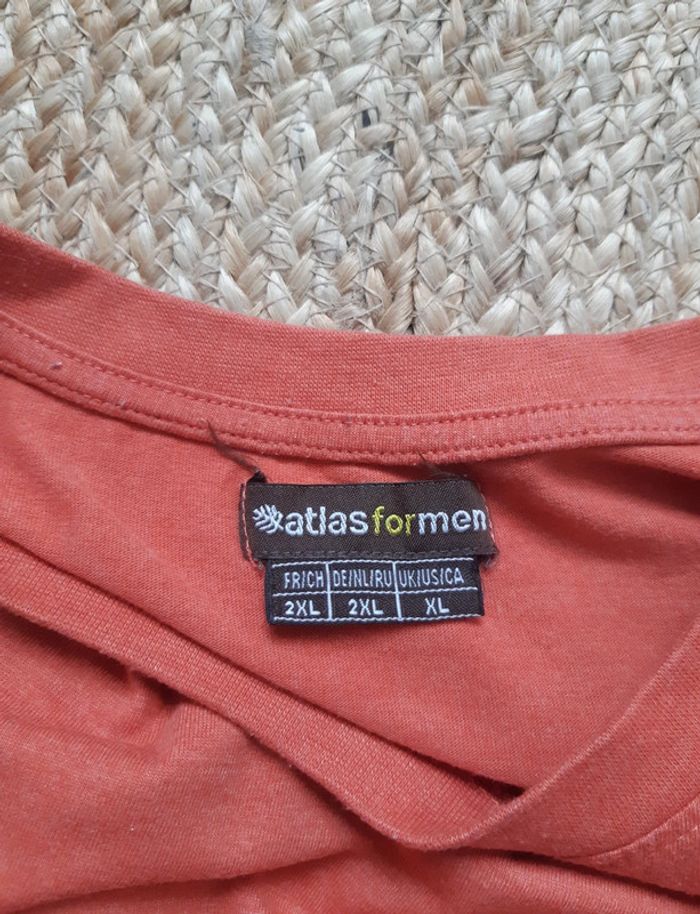 atlasformen
FR/CH DE/NL/RU UK/US/CA
2XL 2XL XL